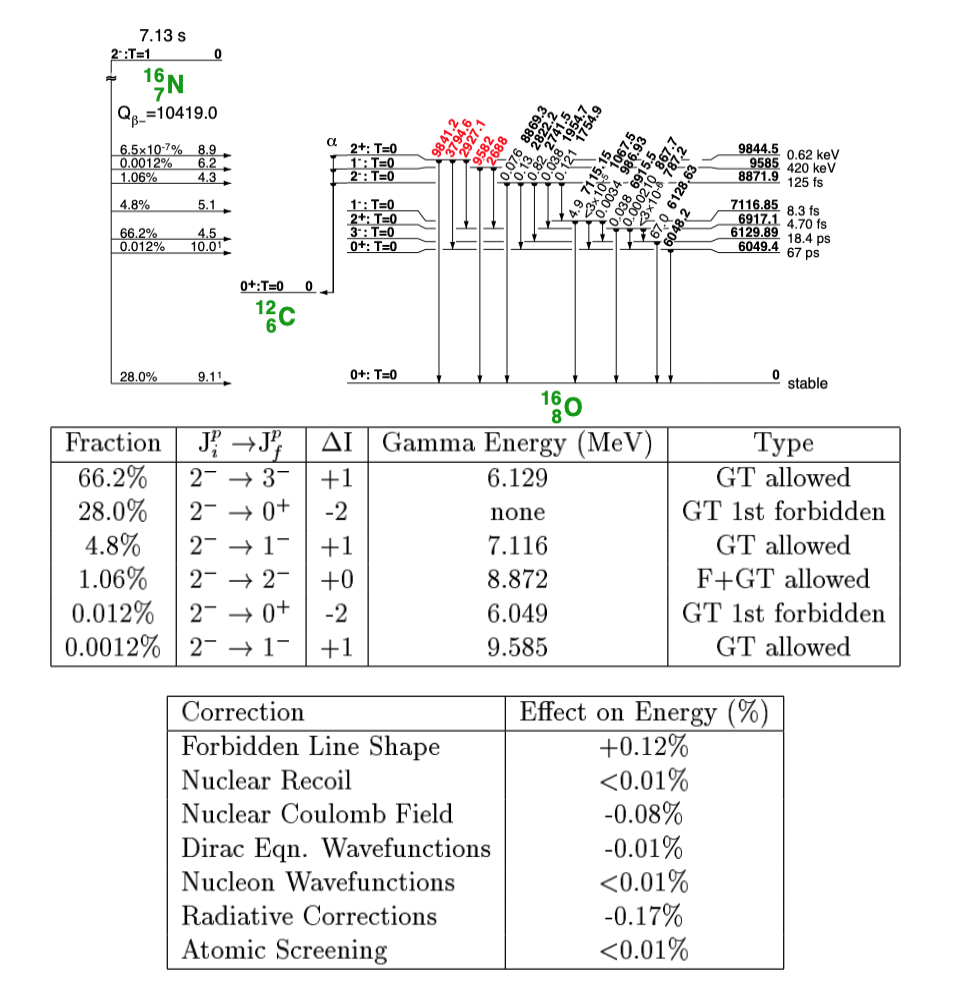 7.13 s
2⁻:T=1 0
¹⁶₇N
Qβ₋=10419.0
6.5×10⁻⁷% 8.9
0.0012% 6.2
1.06% 4.3
4.8% 5.1
66.2% 4.5
0.012% 10.0¹
28.0% 9.1¹
α
0+:T=0 0
¹²₆C
9841.2
3794.6
2927.1
9582
2688
0.076 8869.3
0.13 2822.2
0.82 2741.5
0.038 1954.7
0.121 1754.9
4.9 7115.15
1067.5
0.0034 986.93
0.038 6915.5
0.000210 867.7
787.2
67.0 6128.63
6048.2
2+: T=0 9844.5 0.62 keV
1⁻: T=0 9585 420 keV
2⁻: T=0 8871.9 125 fs
1⁻: T=0 7116.85 8.3 fs
2+: T=0 6917.1 4.70 fs
3⁻: T=0 6129.89 18.4 ps
0+: T=0 6049.4 67 ps
0+: T=0 0 stable
¹⁶₈O
Fraction Jᵢᵖ →J_fᵖ ΔI Gamma Energy (MeV) Type
66.2% 2⁻ → 3⁻ +1 6.129 GT allowed
28.0% 2⁻ → 0⁺ -2 none GT 1st forbidden
4.8% 2⁻ → 1⁻ +1 7.116 GT allowed
1.06% 2⁻ → 2⁻ +0 8.872 F+GT allowed
0.012% 2⁻ → 0⁺ -2 6.049 GT 1st forbidden
0.0012% 2⁻ → 1⁻ +1 9.585 GT allowed
Correction Effect on Energy (%)
Forbidden Line Shape +0.12%
Nuclear Recoil <0.01%
Nuclear Coulomb Field -0.08%
Dirac Eqn. Wavefunctions -0.01%
Nucleon Wavefunctions <0.01%
Radiative Corrections -0.17%
Atomic Screening <0.01%